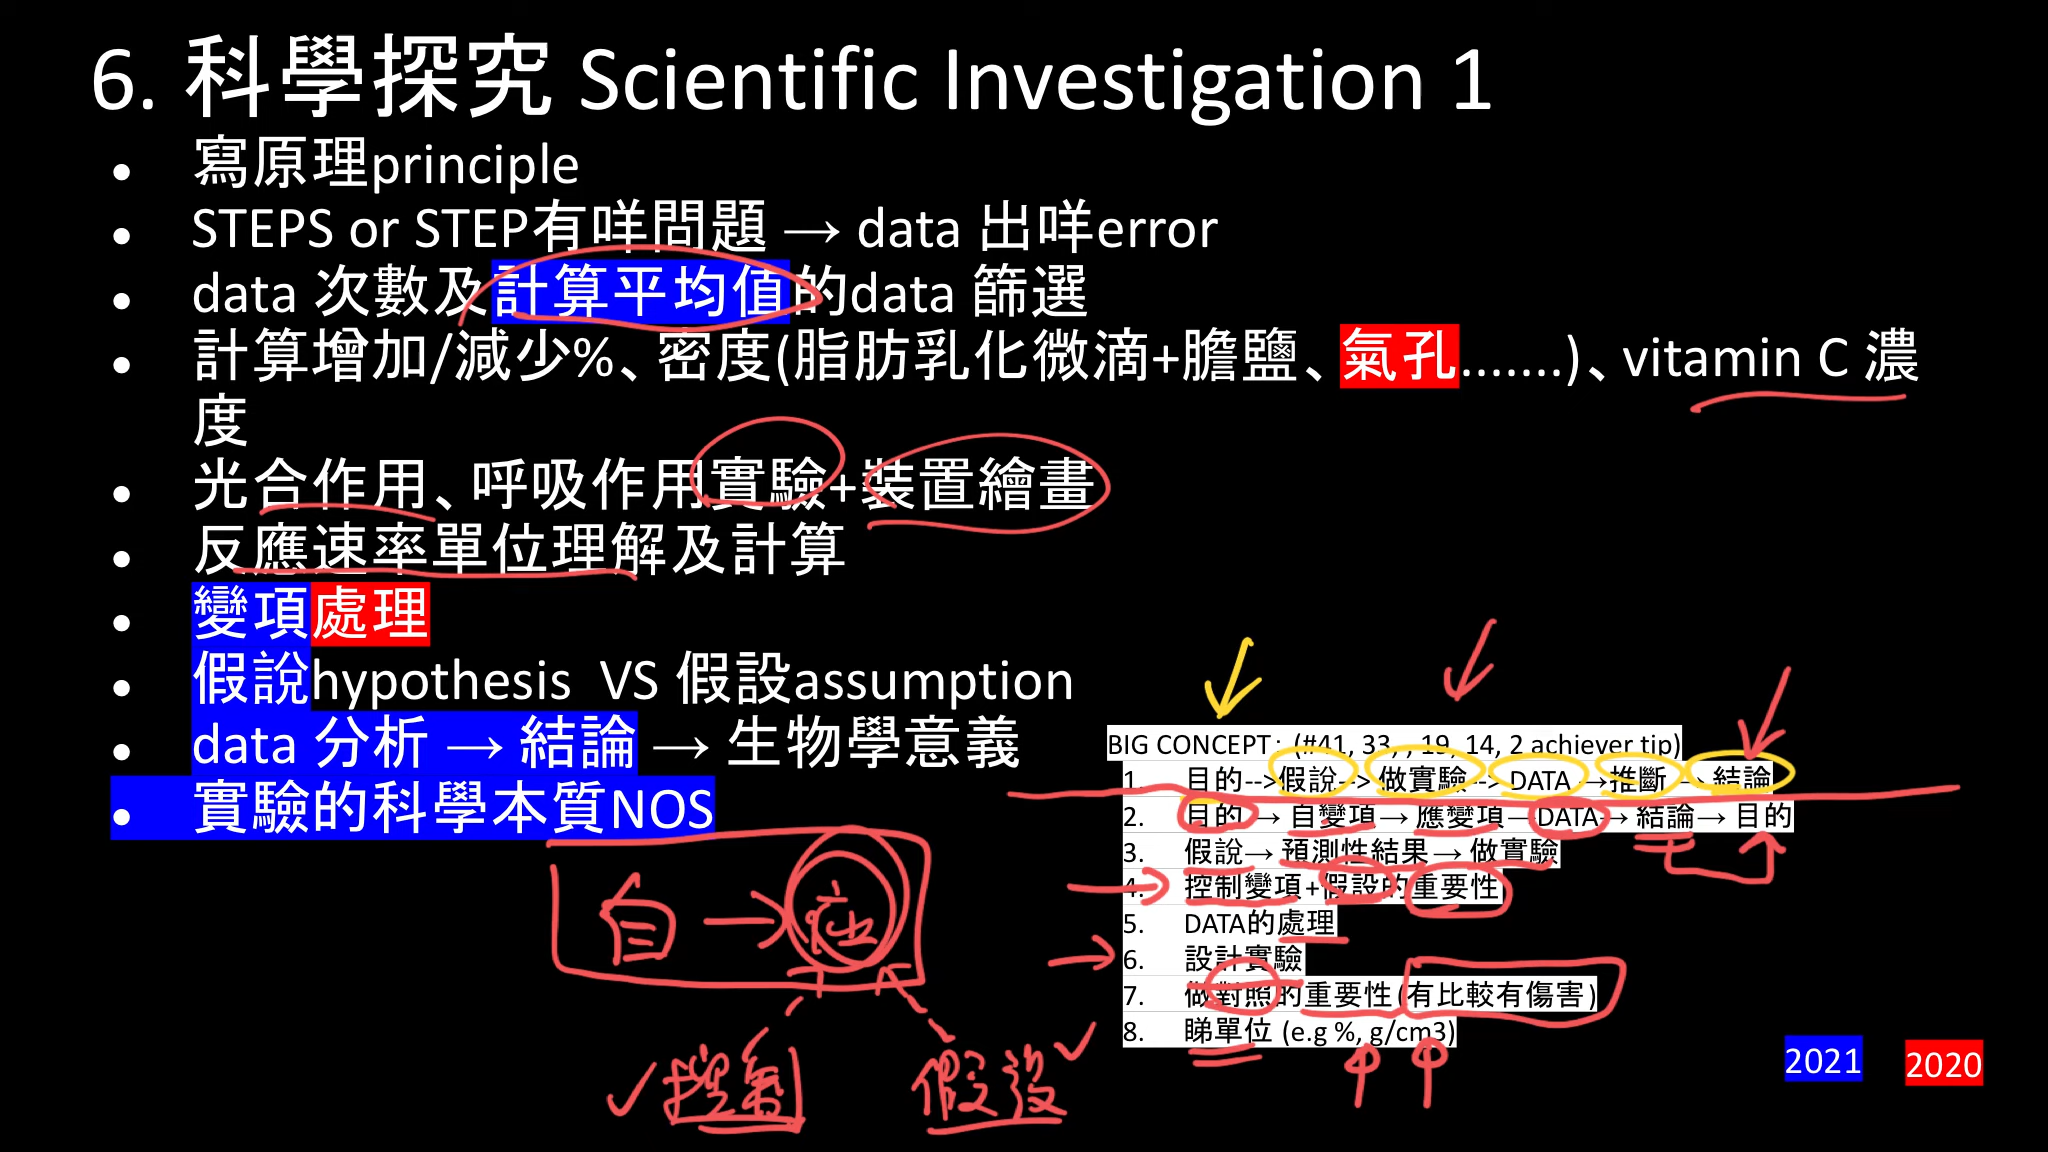 6. 科學探究 Scientific Investigation 1
● 寫原理principle
● STEPS or STEP有咩問題 → data 出咩error
● data 次數及計算平均值的data 篩選
● 計算增加/減少%、密度(脂肪乳化微滴+膽鹽、氣孔.......)、vitamin C 濃
度
● 光合作用、呼吸作用實驗+裝置繪畫
● 反應速率單位理解及計算
● 變項處理
● 假說hypothesis VS 假設assumption
● data 分析 → 結論 → 生物學意義
● 實驗的科學本質NOS
BIG CONCEPT: (#41, 33, , 19, 14, 2 achiever tip)
1. 目的-->假說-->做實驗--> DATA →推斷→結論
2. 目的 → 自變項→ 應變項→DATA→ 結論→ 目的
3. 假說→ 預測性結果→ 做實驗
4. 控制變項+假設的重要性
5. DATA的處理
6. 設計實驗
7. 做對照的重要性(有比較有傷害)
8. 睇單位 (e.g %, g/cm3)
自 → 应
控制 假設
2021 2020